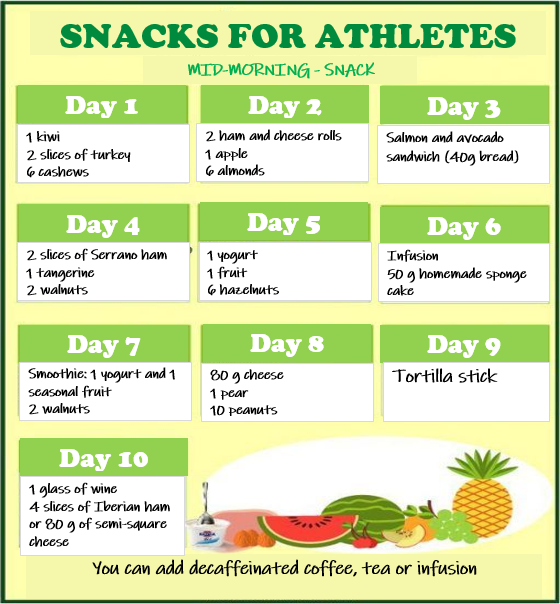 SNACKS FOR ATHLETES
MID-MORNING - SNACK
Day 1
1 kiwi
2 slices of turkey
6 cashews
Day 2
2 ham and cheese rolls
1 apple
6 almonds
Day 3
Salmon and avocado
sandwich (40g bread)
Day 4
2 slices of Serrano ham
1 tangerine
2 walnuts
Day 5
1 yogurt
1 fruit
6 hazelnuts
Day 6
Infusion
50 g homemade sponge
cake
Day 7
Smoothie: 1 yogurt and 1
seasonal fruit
2 walnuts
Day 8
80 g cheese
1 pear
10 peanuts
Day 9
Tortilla stick
Day 10
1 glass of wine
4 slices of Iberian ham
or 80 g of semi-square
cheese
You can add decaffeinated coffee, tea or infusion